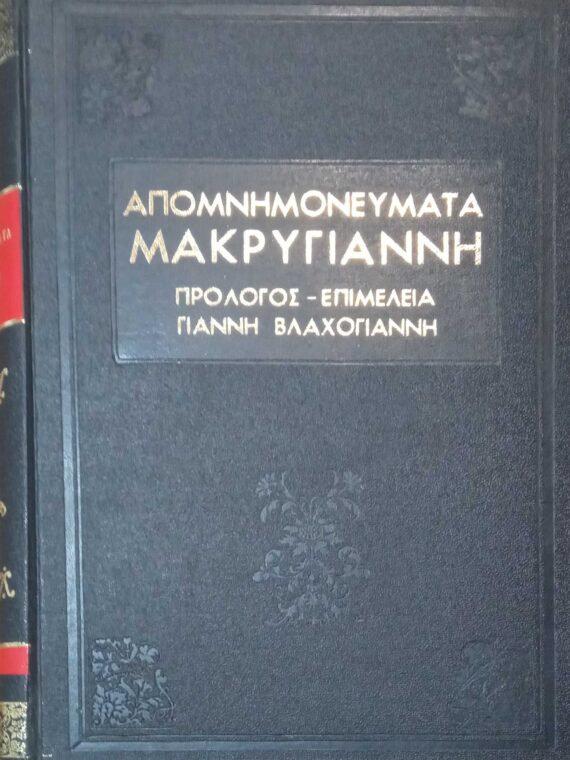 ΑΠΟΜΝΗΜΟΝΕΥΜΑΤΑ
ΜΑΚΡΥΓΙΑΝΝΗ
ΠΡΟΛΟΓΟΣ - ΕΠΙΜΕΛΕΙΑ
ΓΙΑΝΝΗ ΒΛΑΧΟΓΙΑΝΝΗ